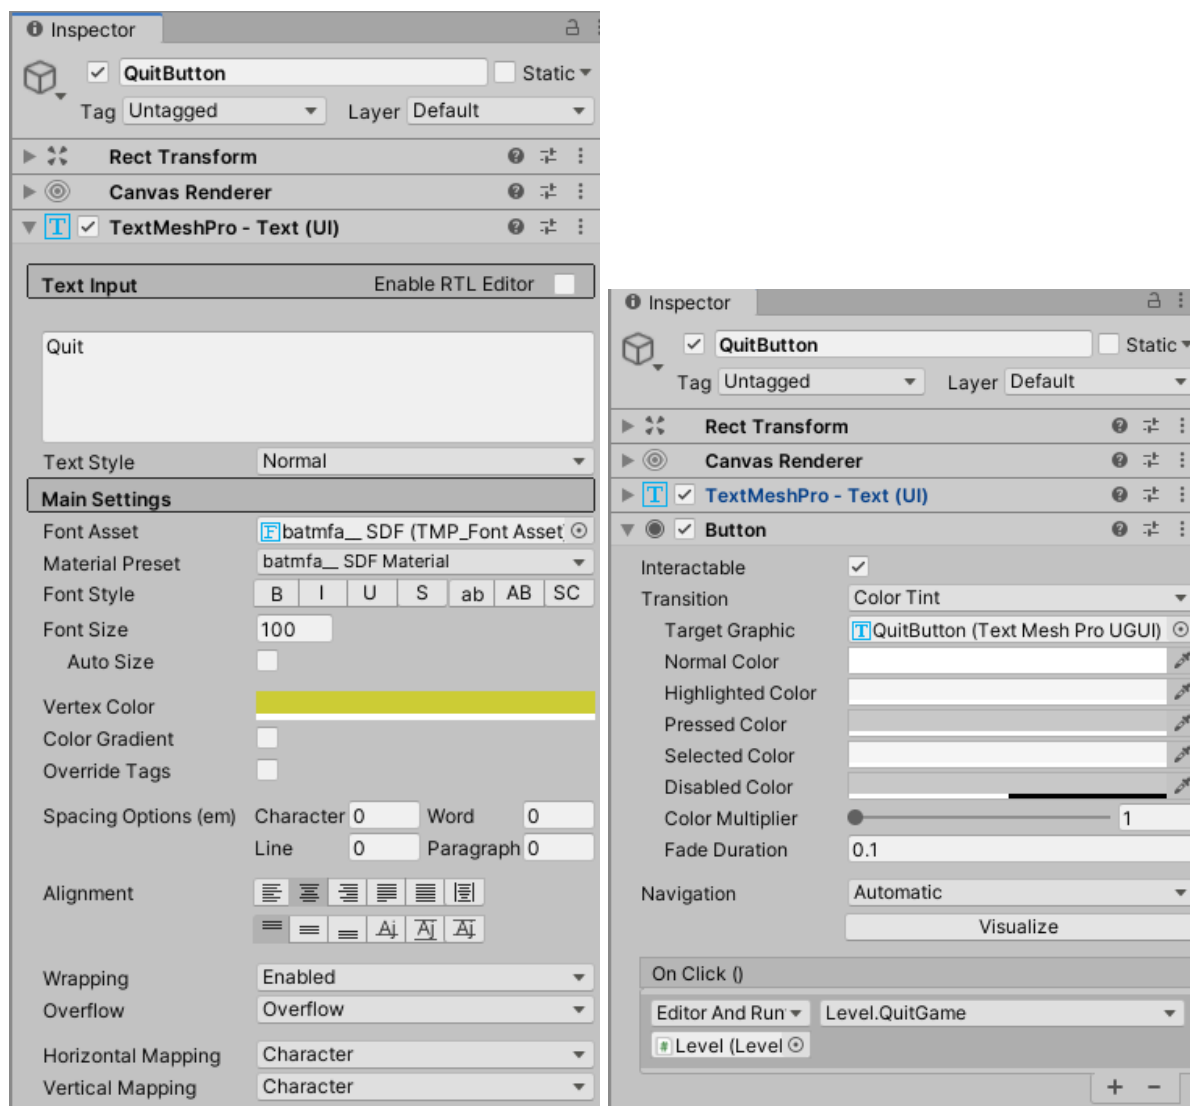 Inspector
QuitButton Static
Tag Untagged Layer Default
Rect Transform
Canvas Renderer
T TextMeshPro - Text (UI)
Text Input Enable RTL Editor
Quit
Text Style Normal
Main Settings
Font Asset F batmfa__ SDF (TMP_Font Asset)
Material Preset batmfa__ SDF Material
Font Style B I U S ab AB SC
Font Size 100
Auto Size
Vertex Color
Color Gradient
Override Tags
Spacing Options (em) Character 0 Word 0
Line 0 Paragraph 0
Alignment
Aj Aj Aj
Wrapping Enabled
Overflow Overflow
Horizontal Mapping Character
Vertical Mapping Character
Inspector
QuitButton Static
Tag Untagged Layer Default
Rect Transform
Canvas Renderer
T TextMeshPro - Text (UI)
Button
Interactable
Transition Color Tint
Target Graphic T QuitButton (Text Mesh Pro UGUI)
Normal Color
Highlighted Color
Pressed Color
Selected Color
Disabled Color
Color Multiplier 1
Fade Duration 0.1
Navigation Automatic
Visualize
On Click ()
Editor And Run Level.QuitGame
# Level (Level
+ -